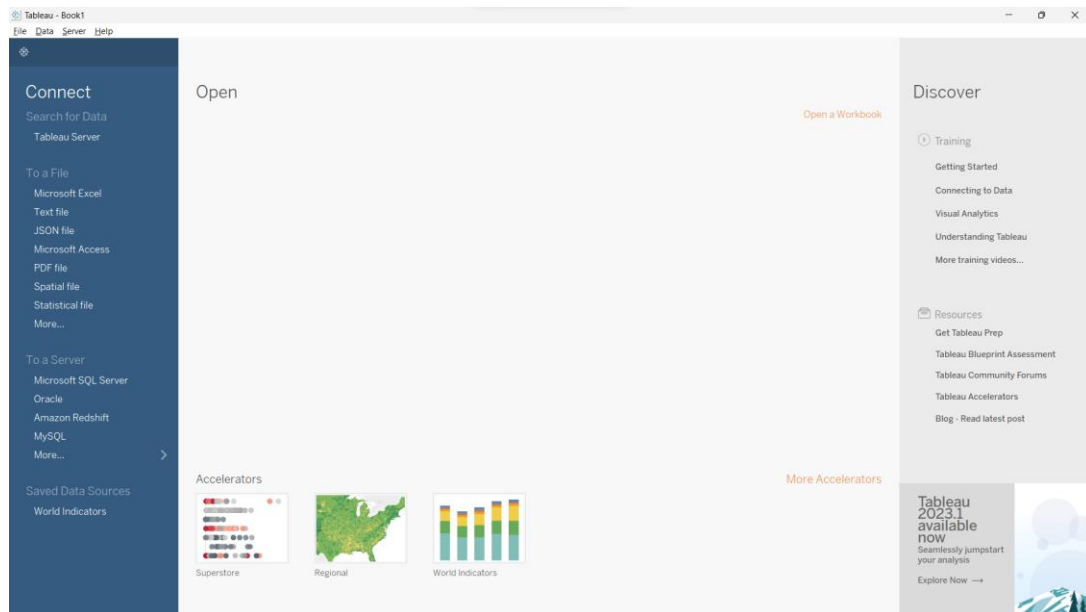 Tableau - Book1
File Data Server Help
Connect
Search for Data
Tableau Server
To a File
Microsoft Excel
Text file
JSON file
Microsoft Access
PDF file
Spatial file
Statistical file
More...
To a Server
Microsoft SQL Server
Oracle
Amazon Redshift
MySQL
More...
Saved Data Sources
World Indicators
Open
Open a Workbook
Accelerators
More Accelerators
Superstore
Regional
World Indicators
Discover
Training
Getting Started
Connecting to Data
Visual Analytics
Understanding Tableau
More training videos...
Resources
Get Tableau Prep
Tableau Blueprint Assessment
Tableau Community Forums
Tableau Accelerators
Blog - Read latest post
Tableau
2023.1
available
now
Seamlessly jumpstart
your analysis
Explore Now →